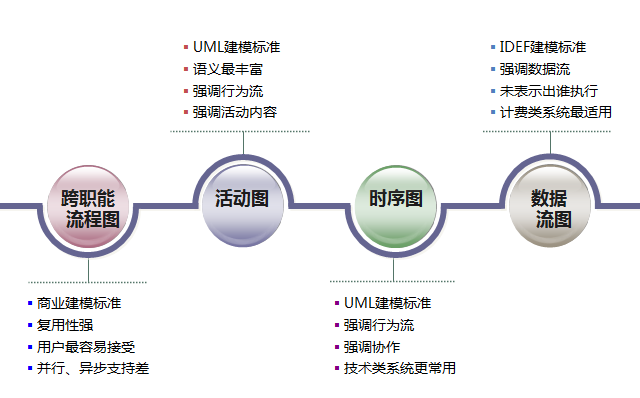 UML建模标准
语义最丰富
强调行为流
强调活动内容
IDEF建模标准
强调数据流
未表示出谁执行
计费类系统最适用
跨职能
流程图
活动图
时序图
数据
流图
商业建模标准
复用性强
用户最容易接受
并行、异步支持差
UML建模标准
强调行为流
强调协作
技术类系统更常用